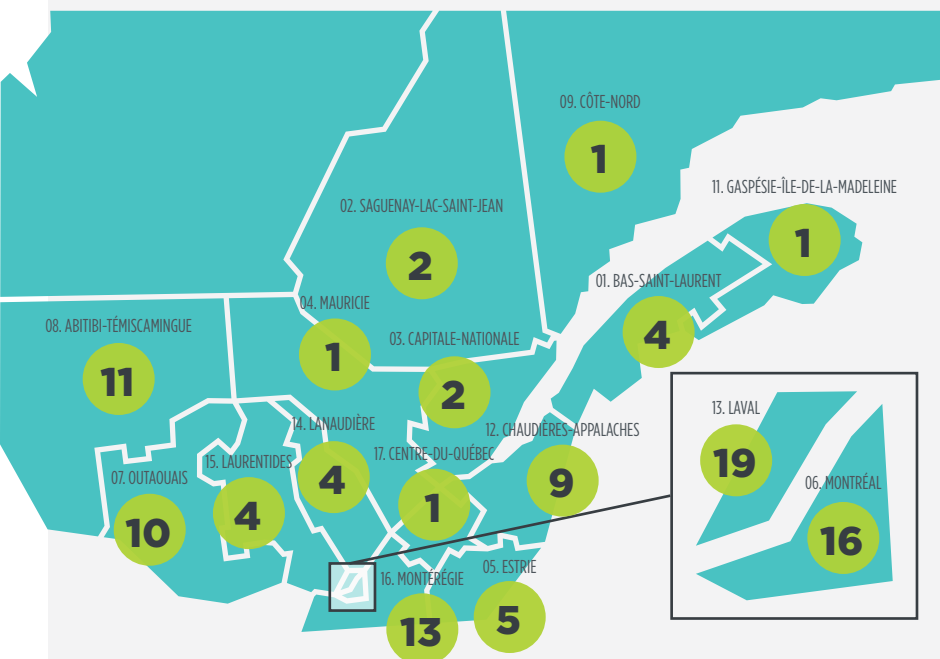 09. CÔTE-NORD
1
11. GASPÉSIE-ÎLE-DE-LA-MADELEINE
1
02. SAGUENAY-LAC-SAINT-JEAN
2
01. BAS-SAINT-LAURENT
4
04. MAURICIE
1
08. ABITIBI-TÉMISCAMINGUE
11
03. CAPITALE-NATIONALE
2
13. LAVAL
19
14. LANAUDIÈRE
4
12. CHAUDIÈRES-APPALACHES
9
17. CENTRE-DU-QUÉBEC
1
15. LAURENTIDES
4
07. OUTAOUAIS
10
06. MONTRÉAL
16
05. ESTRIE
5
16. MONTÉRÉGIE
13